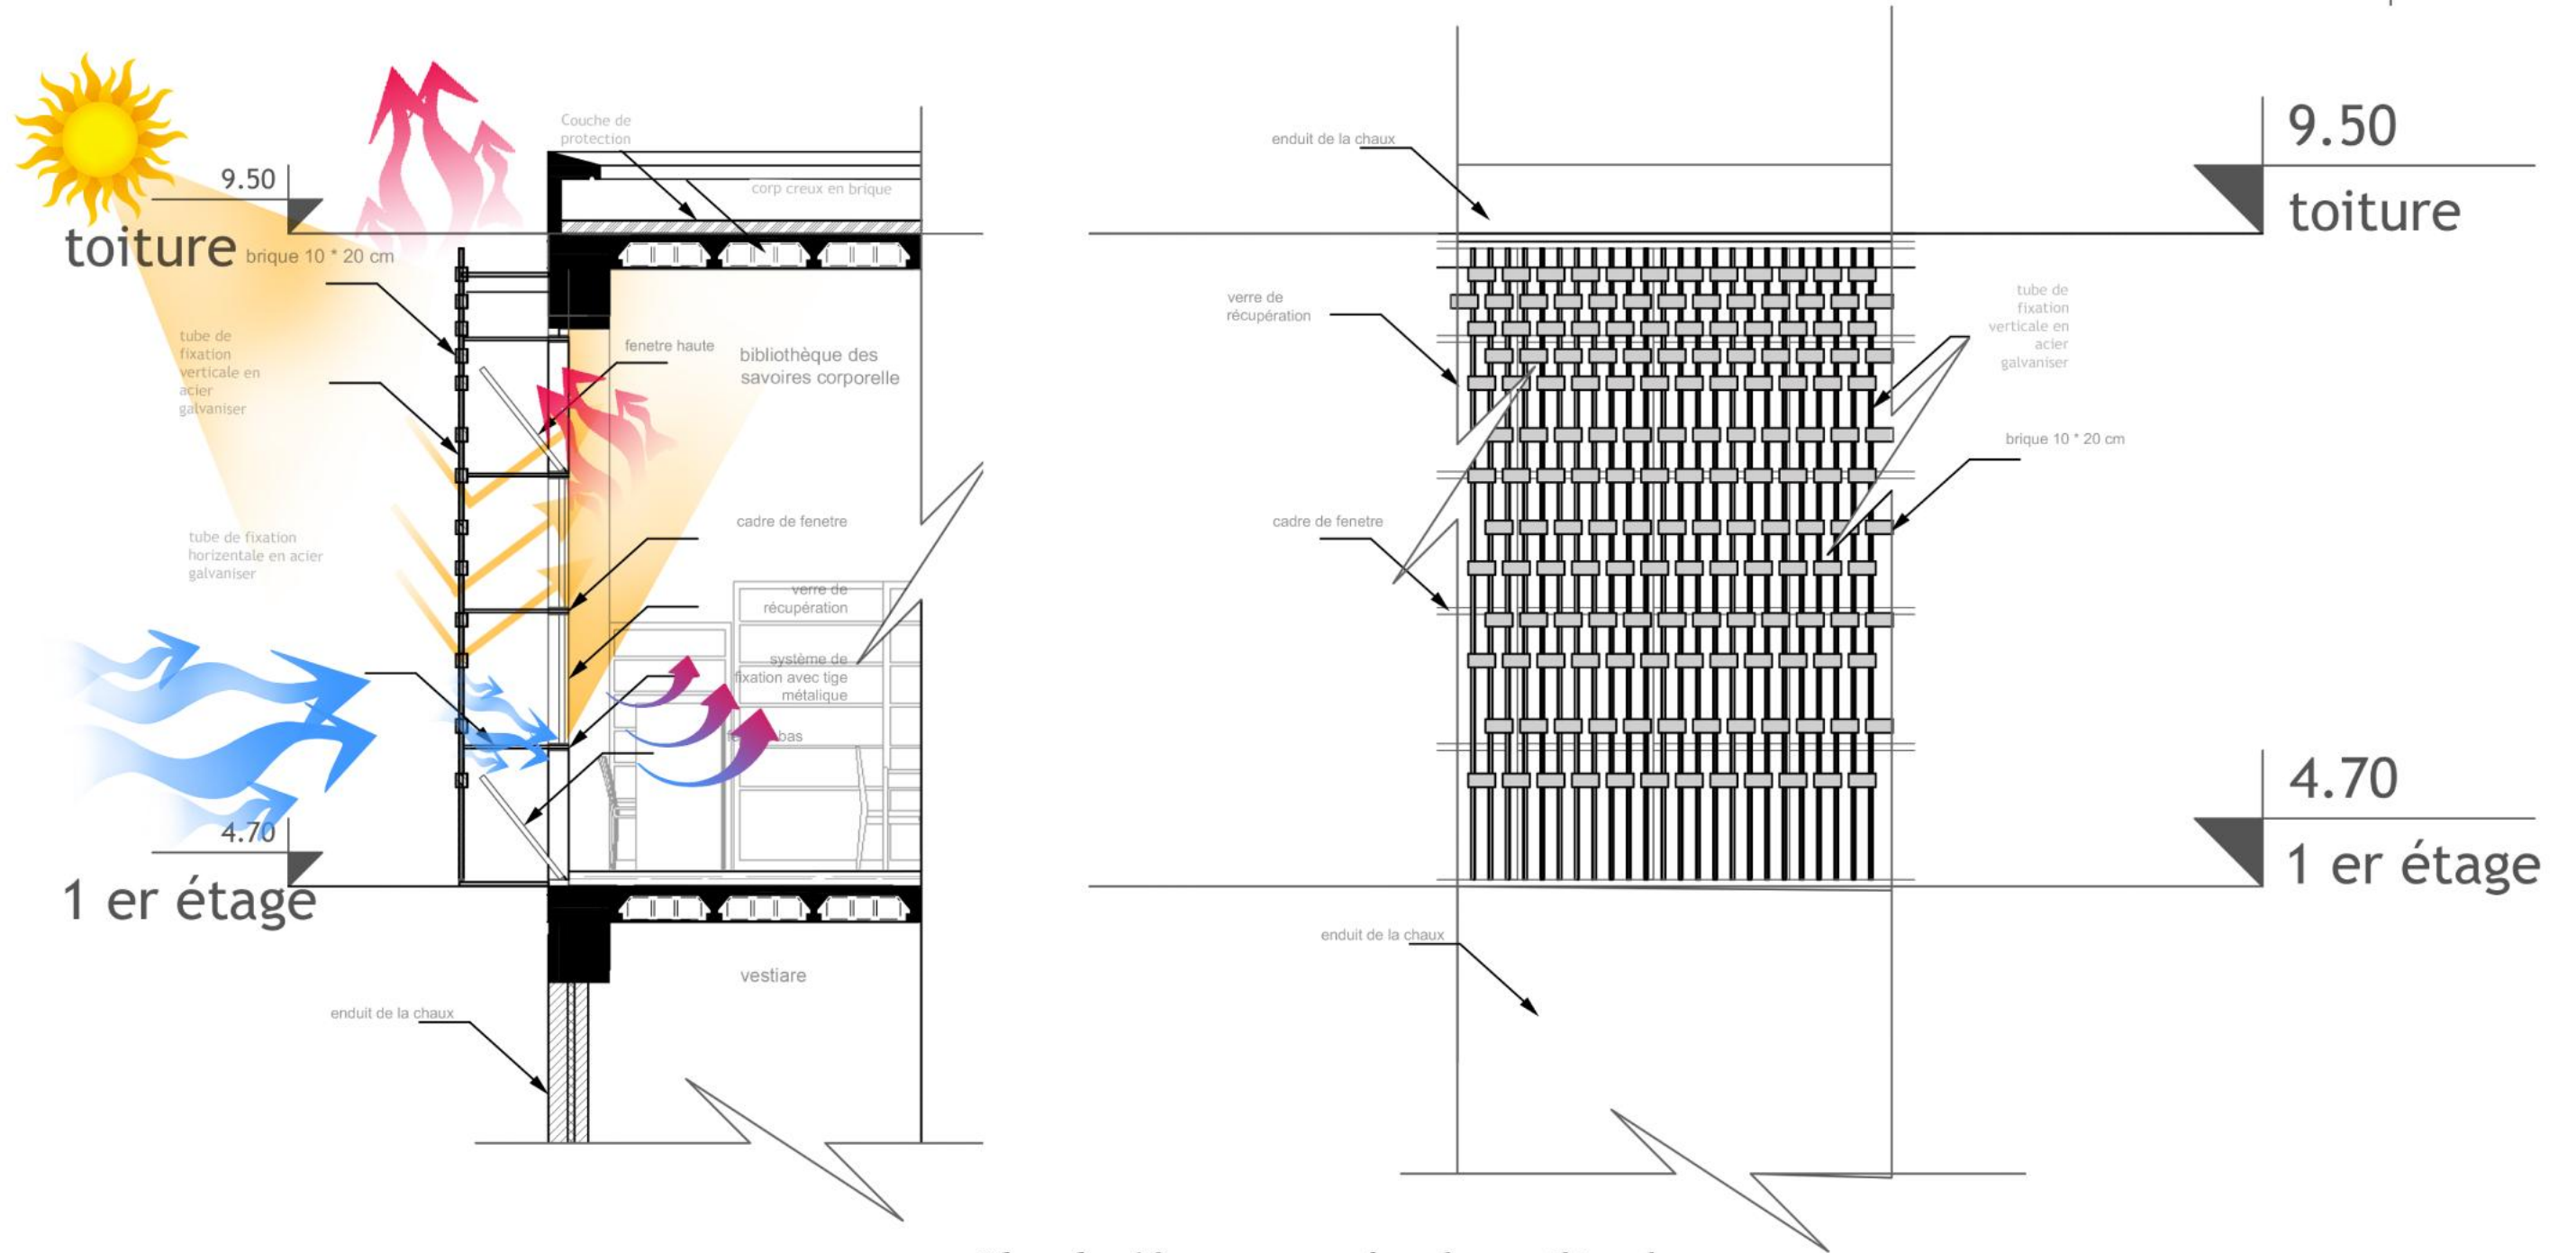 9.50
toiture
brique 10 * 20 cm
tube de
fixation
verticale en
acier
galvaniser
tube de fixation
horizentale en acier
galvaniser
4.70
1 er étage
enduit de la chaux
Couche de
protection
corp creux en brique
fenetre haute
bibliothèque des
savoires corporelle
cadre de fenetre
verre de
récupération
système de
fixation avec tige
métalique
bas
vestiare
enduit de la chaux
verre de
récupération
cadre de fenetre
enduit de la chaux
tube de
fixation
verticale en
acier
galvaniser
brique 10 * 20 cm
9.50
toiture
4.70
1 er étage